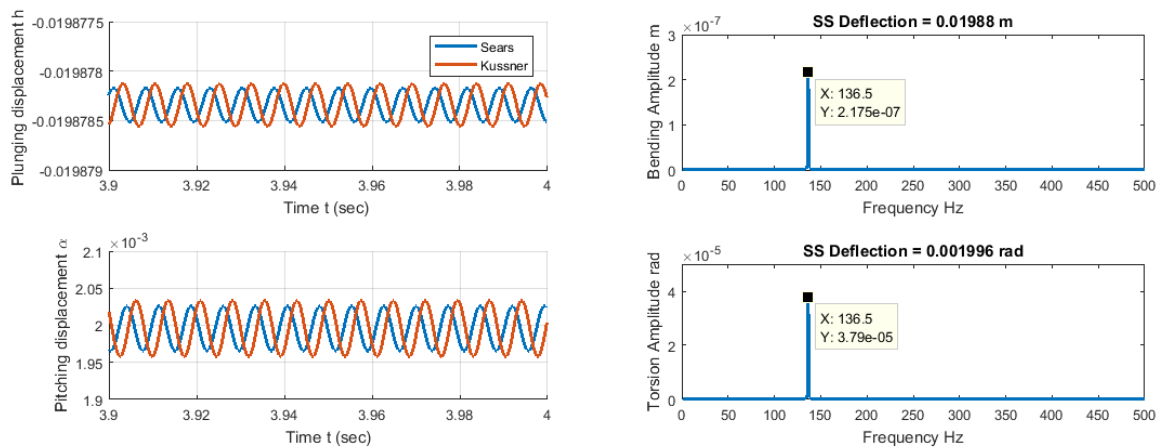 -0.0198775
-0.019878
-0.0198785
-0.019879
Plunging displacement h
Sears
Kussner
3.9 3.92 3.94 3.96 3.98 4
Time t (sec)
SS Deflection = 0.01988 m
×10^-7
3
2
1
0
Bending Amplitude m
X: 136.5
Y: 2.175e-07
0 50 100 150 200 250 300 350 400 450 500
Frequency Hz
×10^-3
2.1
2.05
2
1.95
1.9
Pitching displacement α
3.9 3.92 3.94 3.96 3.98 4
Time t (sec)
SS Deflection = 0.001996 rad
×10^-5
4
2
0
Torsion Amplitude rad
X: 136.5
Y: 3.79e-05
0 50 100 150 200 250 300 350 400 450 500
Frequency Hz